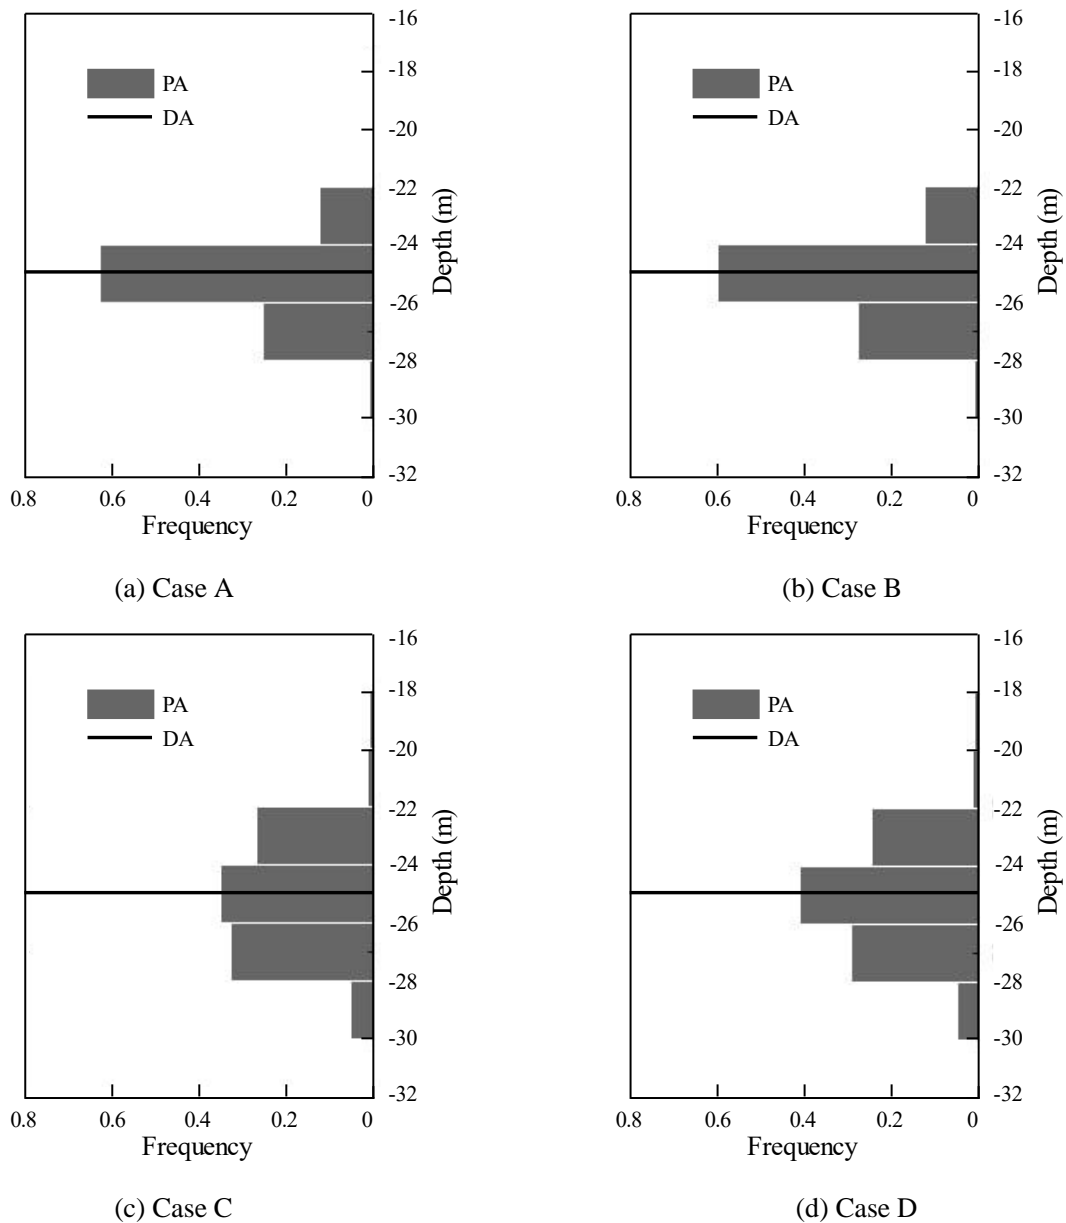 -16
-18
PA
DA
-20
-22
-24
-26
-28
-30
-32
Depth (m)
0.8 0.6 0.4 0.2 0
Frequency
(a) Case A
-16
-18
PA
DA
-20
-22
-24
-26
-28
-30
-32
Depth (m)
0.8 0.6 0.4 0.2 0
Frequency
(b) Case B
-16
-18
PA
DA
-20
-22
-24
-26
-28
-30
-32
Depth (m)
0.8 0.6 0.4 0.2 0
Frequency
(c) Case C
-16
-18
PA
DA
-20
-22
-24
-26
-28
-30
-32
Depth (m)
0.8 0.6 0.4 0.2 0
Frequency
(d) Case D